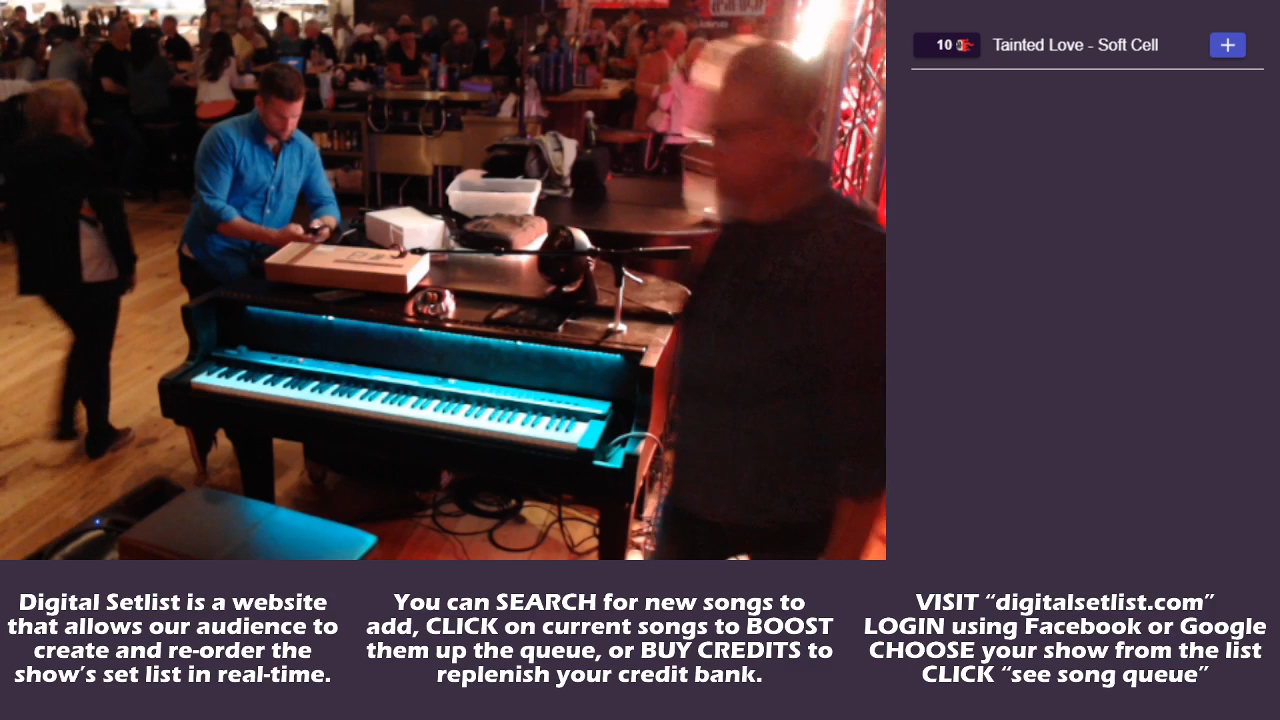 10
Tainted Love - Soft Cell
+
Digital Setlist is a website
that allows our audience to
create and re-order the
show's set list in real-time.
You can SEARCH for new songs to
add, CLICK on current songs to BOOST
them up the queue, or BUY CREDITS to
replenish your credit bank.
VISIT “digitalsetlist.com”
LOGIN using Facebook or Google
CHOOSE your show from the list
CLICK “see song queue”